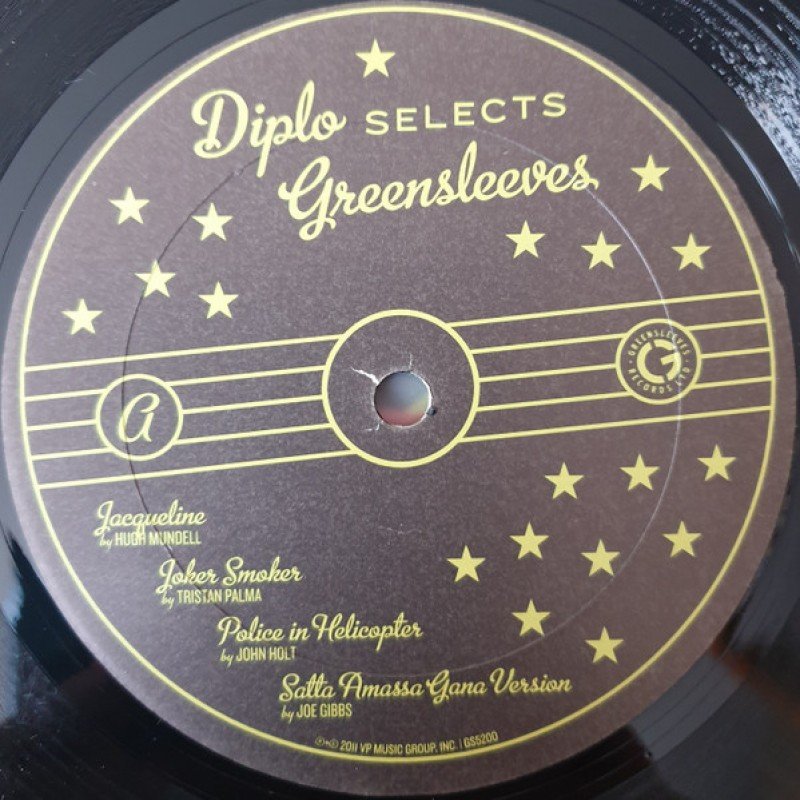 Diplo SELECTS
Greensleeves
A
GREENSLEEVES
RECORDS LTD
Jacqueline
by HUGH MUNDELL
Joker Smoker
by TRISTAN PALMA
Police in Helicopter
by JOHN HOLT
Satta Amassa Gana Version
by JOE GIBBS
℗+© 2011 VP MUSIC GROUP, INC. | GS5200